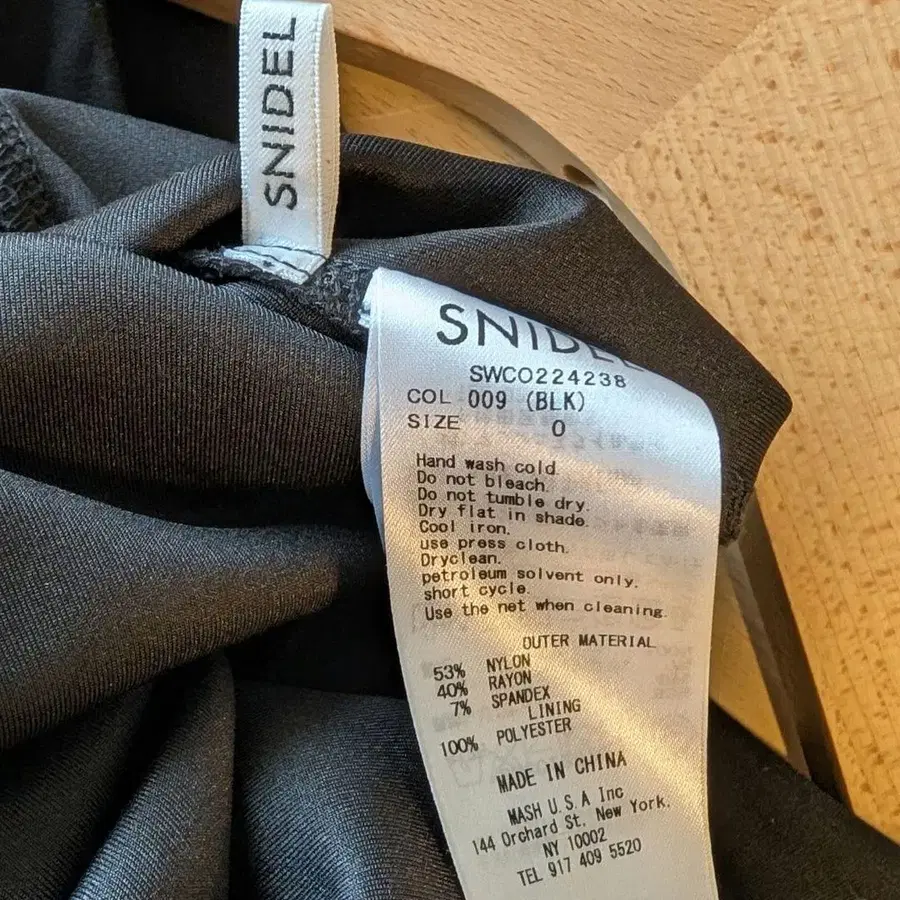 SNIDEL
SNIDEL
SWCO224238
COL 009 (BLK)
SIZE 0
Hand wash cold.
Do not bleach.
Do not tumble dry.
Dry flat in shade.
Cool iron.
use press cloth.
Dryclean.
petroleum solvent only.
short cycle.
Use the net when cleaning.
OUTER MATERIAL
53% NYLON
40% RAYON
7% SPANDEX
LINING
100% POLYESTER
MADE IN CHINA
MASH U.S.A Inc
144 Orchard St. New York.
NY 10002
TEL 917 409 5520